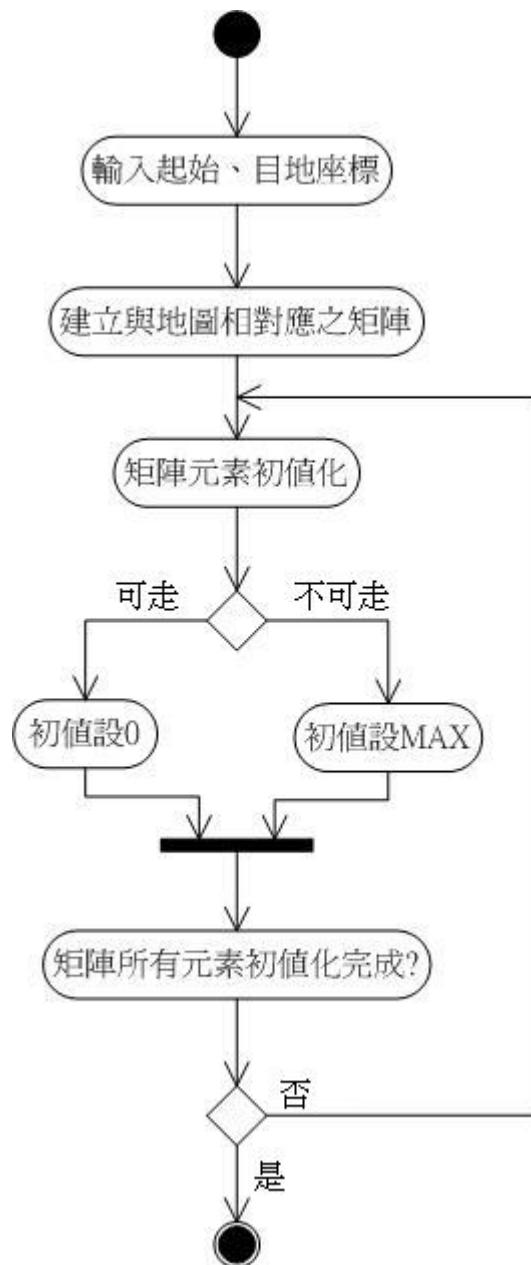 輸入起始、目地座標
建立與地圖相對應之矩陣
矩陣元素初值化
可走
不可走
初值設0
初值設MAX
矩陣所有元素初值化完成?
否
是